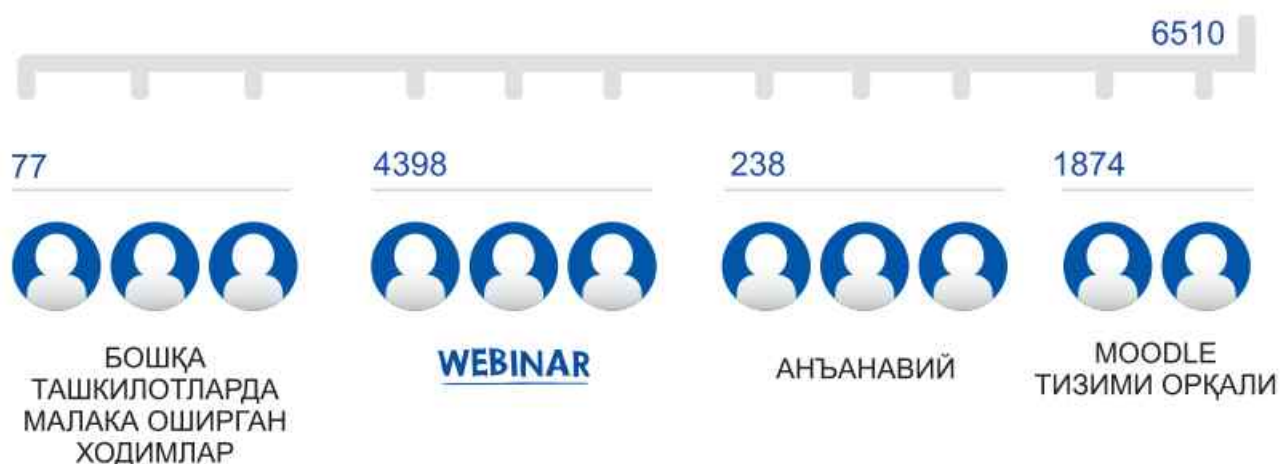 6510
77
4398
238
1874
БОШҚА
ТАШКИЛОТЛАРДА
МАЛАКА ОШИРГАН
ХОДИМЛАР
WEBINAR
АНЪАНАВИЙ
MOODLE
ТИЗИМИ ОРҚАЛИ